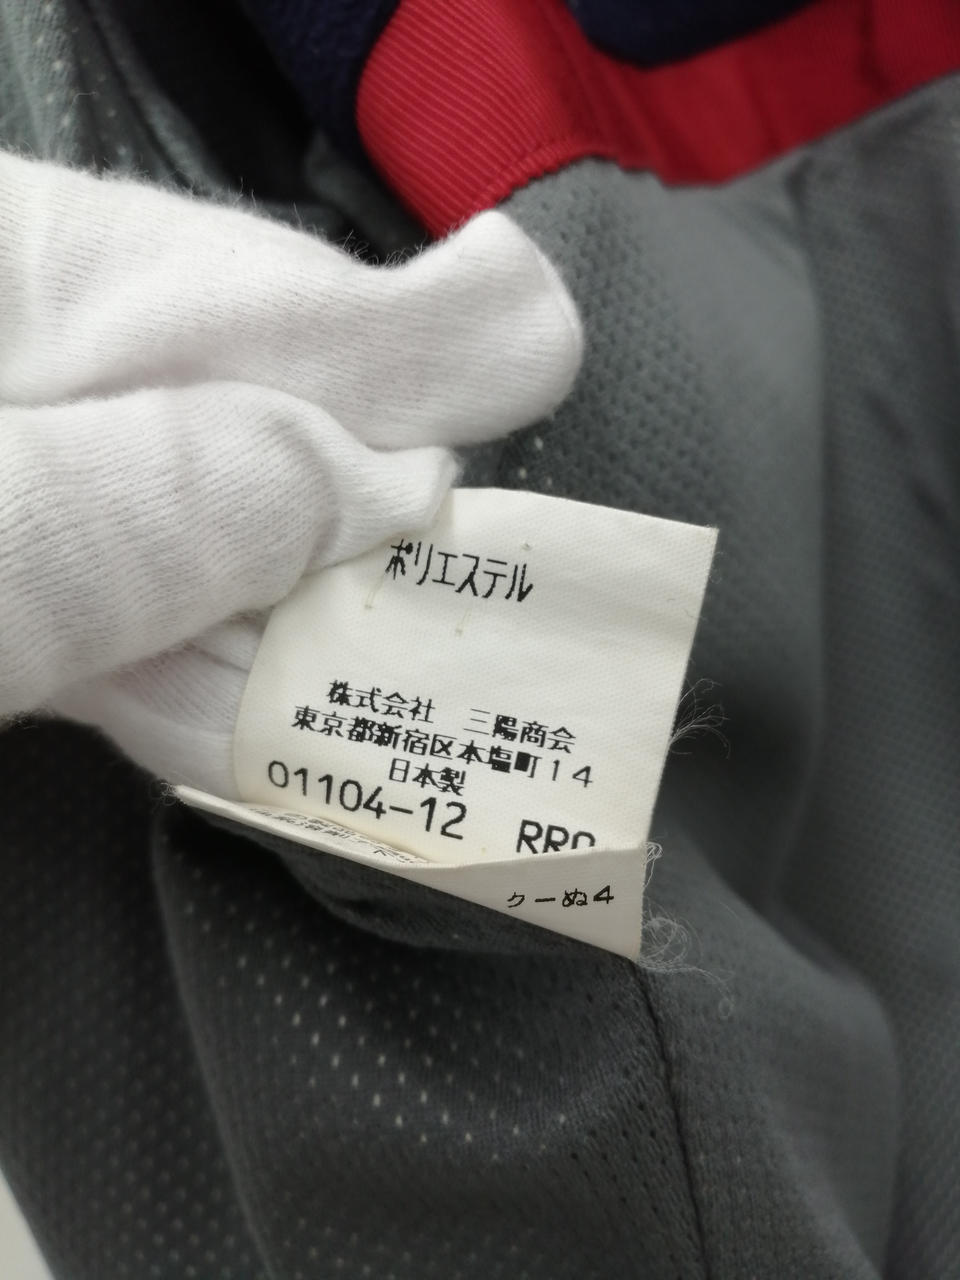 ポリエステル
株式会社　三陽商会
東京都新宿区本塩町14
日本製
01104-12
クーぬ4